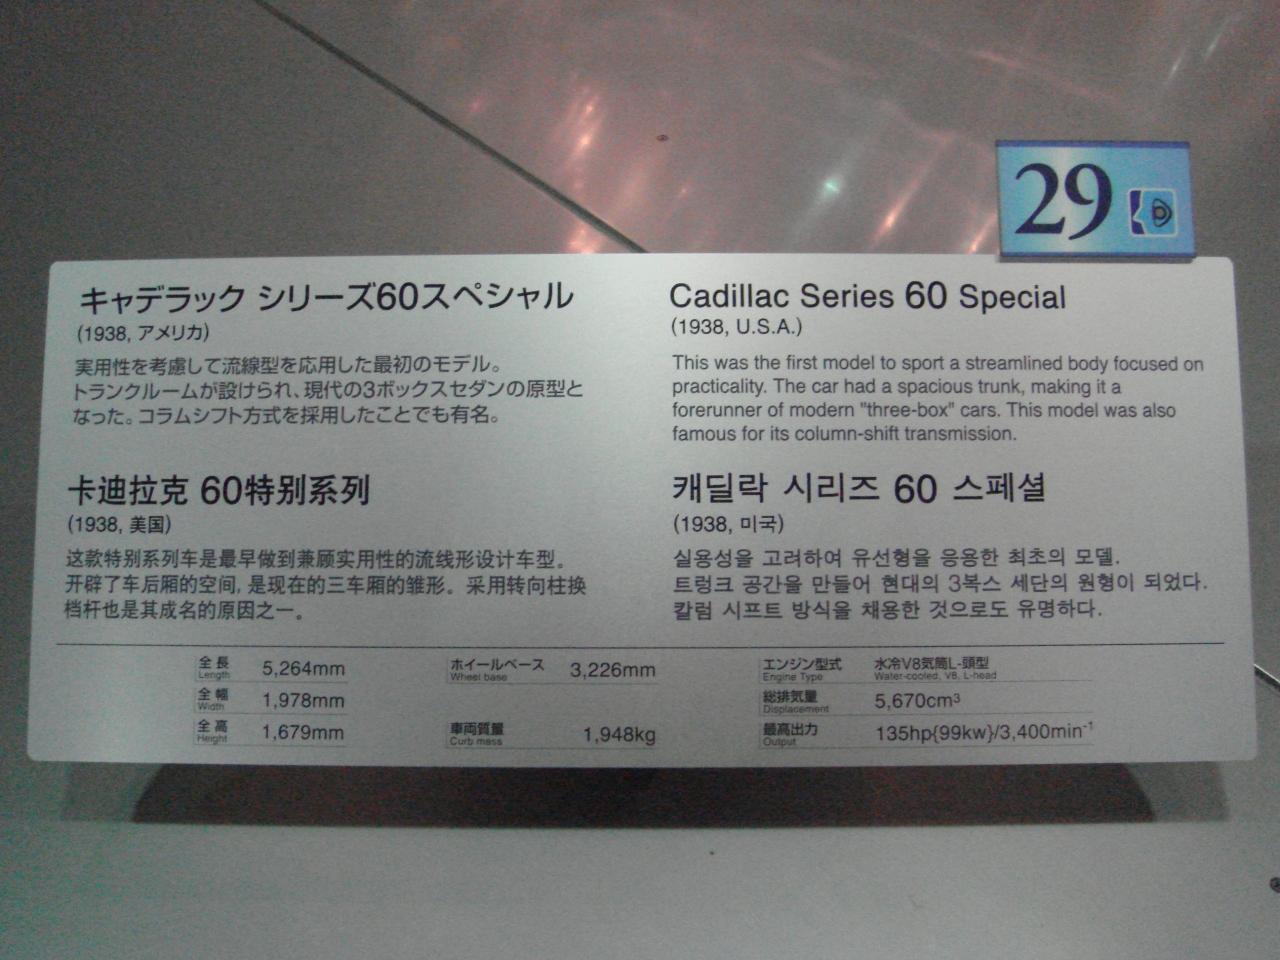 29
キャデラック シリーズ60スペシャル
(1938, アメリカ)
実用性を考慮して流線型を応用した最初のモデル。
トランクルームが設けられ、現代の3ボックスセダンの原型と
なった。コラムシフト方式を採用したことでも有名。
Cadillac Series 60 Special
(1938, U.S.A.)
This was the first model to sport a streamlined body focused on
practicality. The car had a spacious trunk, making it a
forerunner of modern "three-box" cars. This model was also
famous for its column-shift transmission.
卡迪拉克 60特别系列
(1938, 美国)
这款特别系列车是最早做到兼顾实用性的流线形设计车型。
开辟了车后厢的空间, 是现在的三车厢的雏形。采用转向柱换
档杆也是其成名的原因之一。
캐딜락 시리즈 60 스페셜
(1938, 미국)
실용성을 고려하여 유선형을 응용한 최초의 모델.
트렁크 공간을 만들어 현대의 3복스 세단의 원형이 되었다.
칼럼 시프트 방식을 채용한 것으로도 유명하다.
全長 5,264mm
Length
全幅 1,978mm
Width
全高 1,679mm
Height
ホイールベース 3,226mm
Wheel base
車両質量 1,948kg
Curb mass
エンジン型式 水冷V8気筒L-頭型
Engine Type Water-cooled, V8, L-head
総排気量 5,670cm³
Displacement
最高出力 135hp{99kw}/3,400min⁻¹
Output